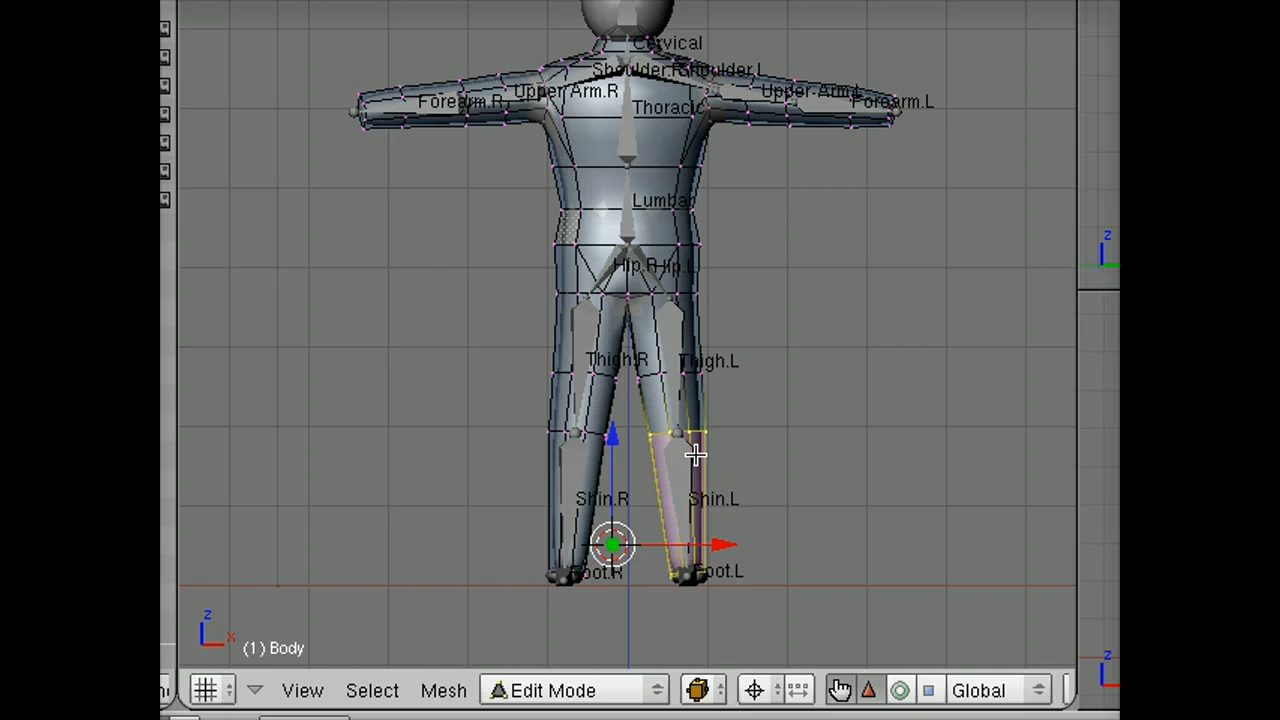 Cervical
Shoulder.R Shoulder.L
Upper Arm.R Upper Arm.L
Forearm.R Forearm.L
Thoracic
Lumbar
Hip.R Hip.L
Thigh.R Thigh.L
Shin.R Shin.L
Foot.R Foot.L
z
z
z x
z
(1) Body
View Select Mesh Edit Mode Global